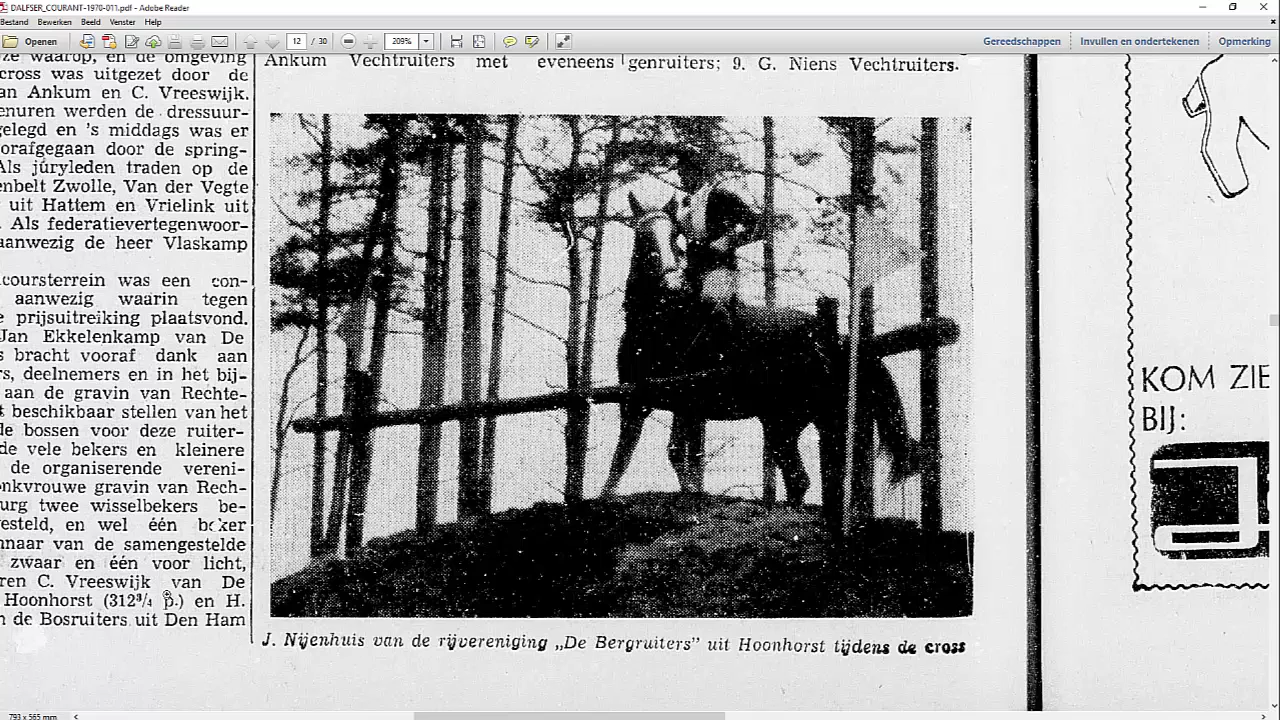 DALFSER_COURANT-1970-011.pdf - Adobe Reader
Bestand Bewerken Beeld Venster Help
Openen 12 / 30 209% Gereedschappen Invullen en ondertekenen Opmerking
ze waarop, en de omgeving
cross was uitgezet door de
an Ankum en C. Vreeswijk.
enuren werden de dressuur-
gelegd en 's middags was er
orafgegaan door de spring-
Als juryleden traden op de
enbelt Zwolle, Van der Vegte
uit Hattem en Vrielink uit
. Als federatievertegenwoor-
aanwezig de heer Vlaskamp
coursterrein was een con-
aanwezig waarin tegen
e prijsuitreiking plaatsvond.
Jan Ekkelenkamp van De
s bracht vooraf dank aan
rs, deelnemers en in het bij-
aan de gravin van Rechte-
t beschikbaar stellen van het
de bossen voor deze ruiter-
de vele bekers en kleinere
de organiserende vereni-
onkvrouwe gravin van Rech-
urg twee wisselbekers be-
esteld, en wel één beker
nnaar van de samengestelde
zwaar en één voor licht,
ren C. Vreeswijk van De
Hoonhorst (312¾ p.) en H.
n de Bosruiters uit Den Ham
Ankum Vechtruiters met eveneens
genruiters; 9. G. Niens Vechtruiters.
J. Nijenhuis van de rijvereniging „De Bergruiters" uit Hoonhorst tijdens de cross
KOM ZIE
BIJ:
793 x 565 mm